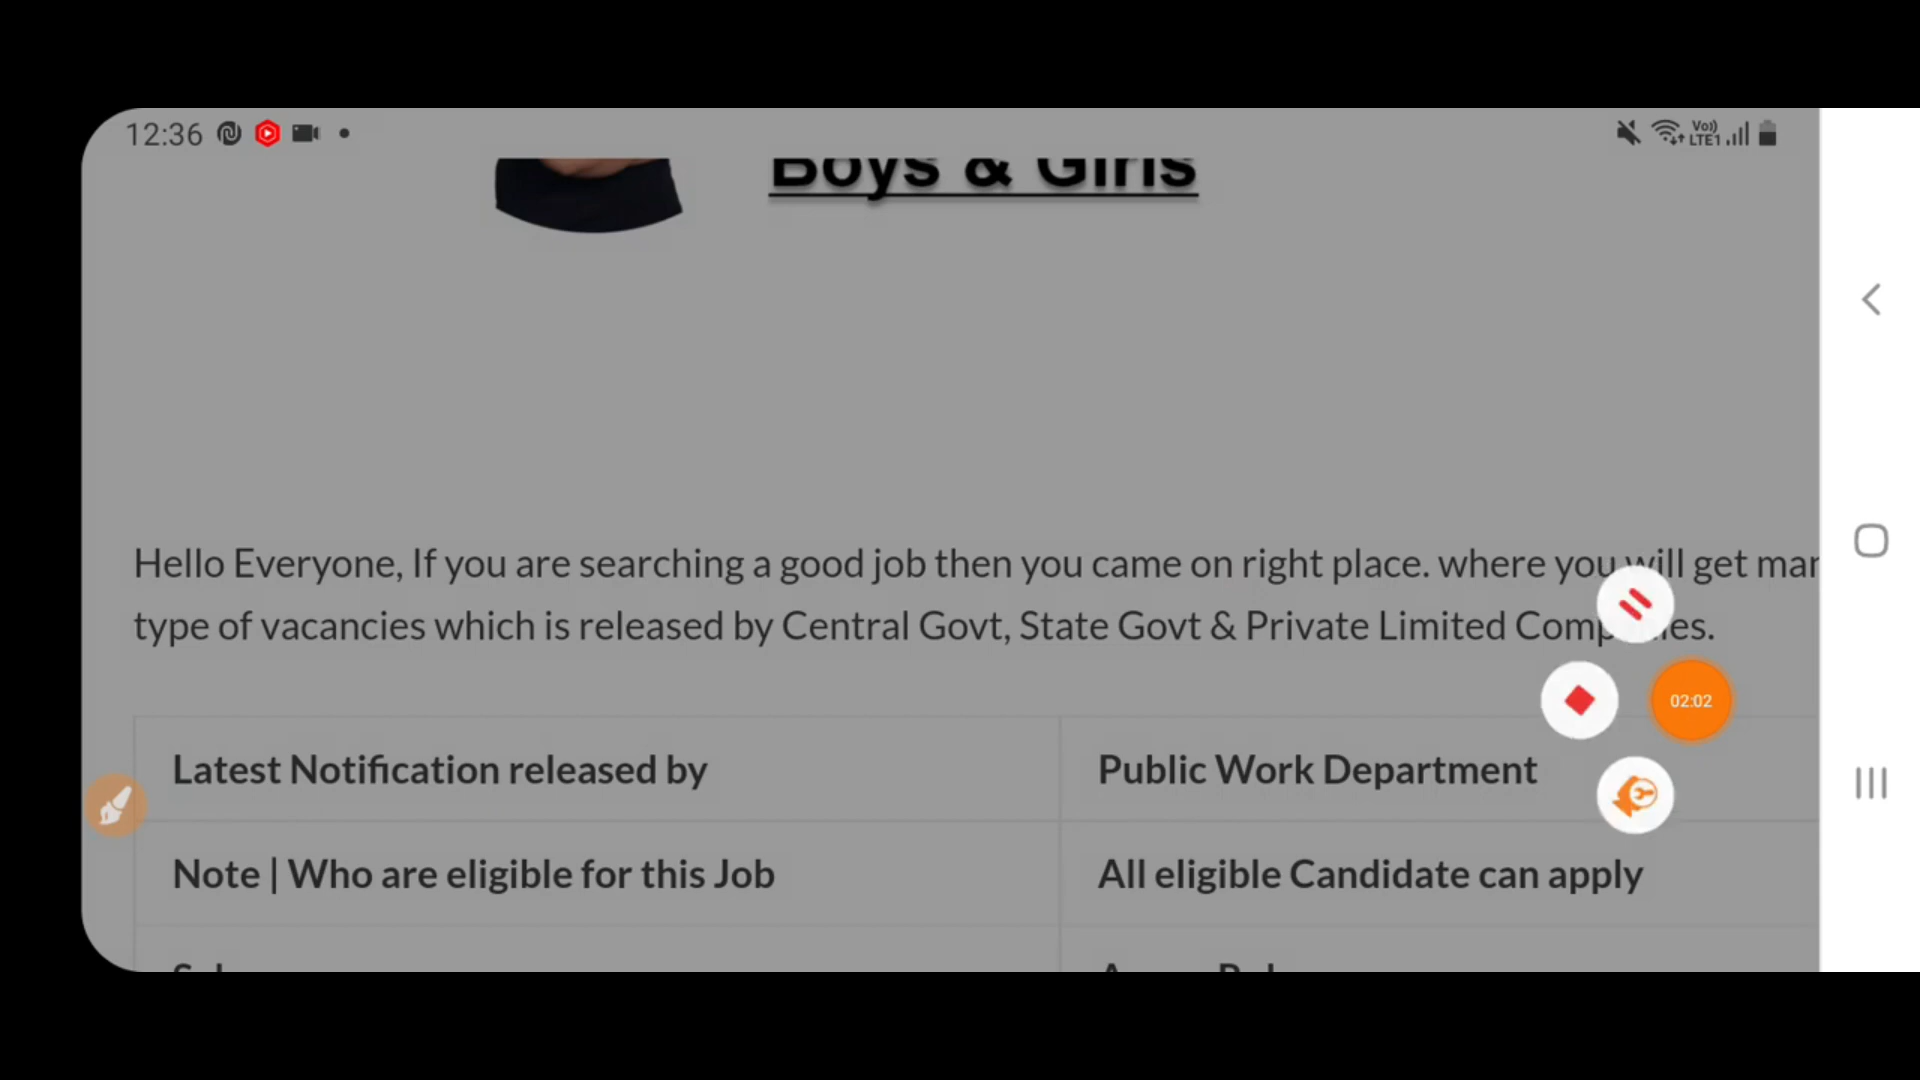 12:36
Vo))
LTE1
Boys & Girls
Hello Everyone, If you are searching a good job then you came on right place. where you will get
type of vacancies which is released by Central Govt, State Govt & Private Limited
02:02
Latest Notification released by
Public Work Department
Note | Who are eligible for this Job
All eligible Candidate can apply